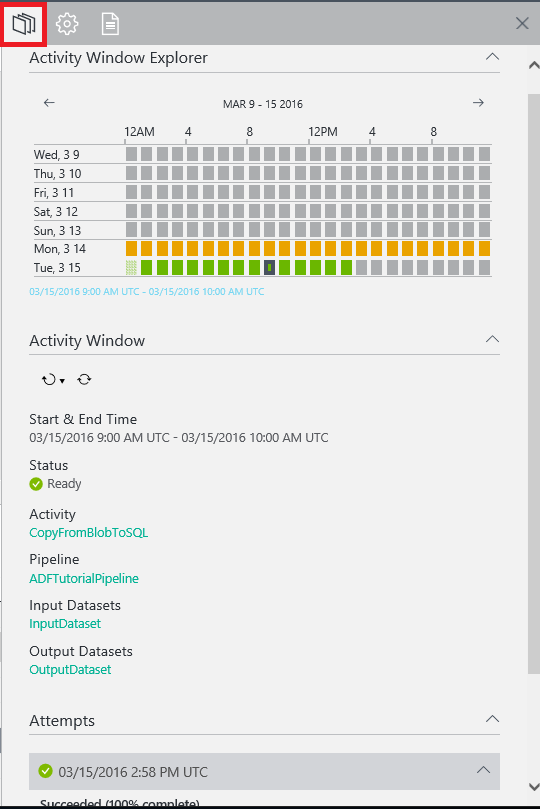 Activity Window Explorer
MAR 9 - 15 2016
12AM 4 8 12PM 4 8
Wed, 3 9
Thu, 3 10
Fri, 3 11
Sat, 3 12
Sun, 3 13
Mon, 3 14
Tue, 3 15
03/15/2016 9:00 AM UTC - 03/15/2016 10:00 AM UTC
Activity Window
Start & End Time
03/15/2016 9:00 AM UTC - 03/15/2016 10:00 AM UTC
Status
Ready
Activity
CopyFromBlobToSQL
Pipeline
ADFTutorialPipeline
Input Datasets
InputDataset
Output Datasets
OutputDataset
Attempts
03/15/2016 2:58 PM UTC
Succeeded (100% complete)